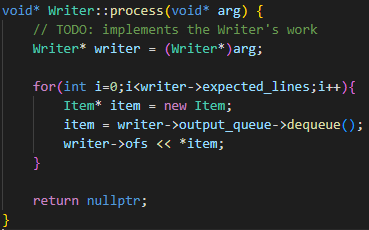 void* Writer::process(void* arg) {
    // TODO: implements the Writer's work
    Writer* writer = (Writer*)arg;

    for(int i=0;i<writer->expected_lines;i++){
        Item* item = new Item;
        item = writer->output_queue->dequeue();
        writer->ofs << *item;
    }

    return nullptr;
}